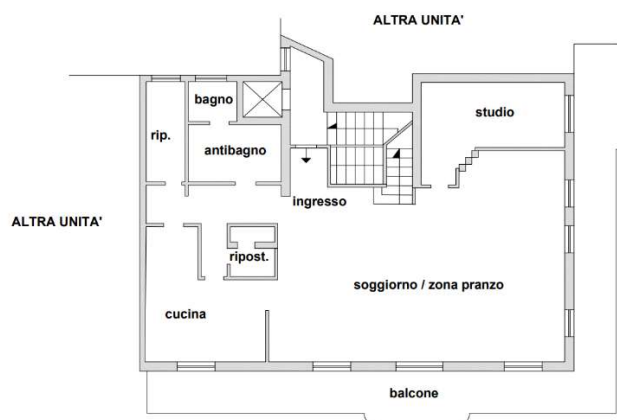 ALTRA UNITA'
bagno
studio
rip.
antibagno
ingresso
ALTRA UNITA'
ripost.
soggiorno / zona pranzo
cucina
balcone